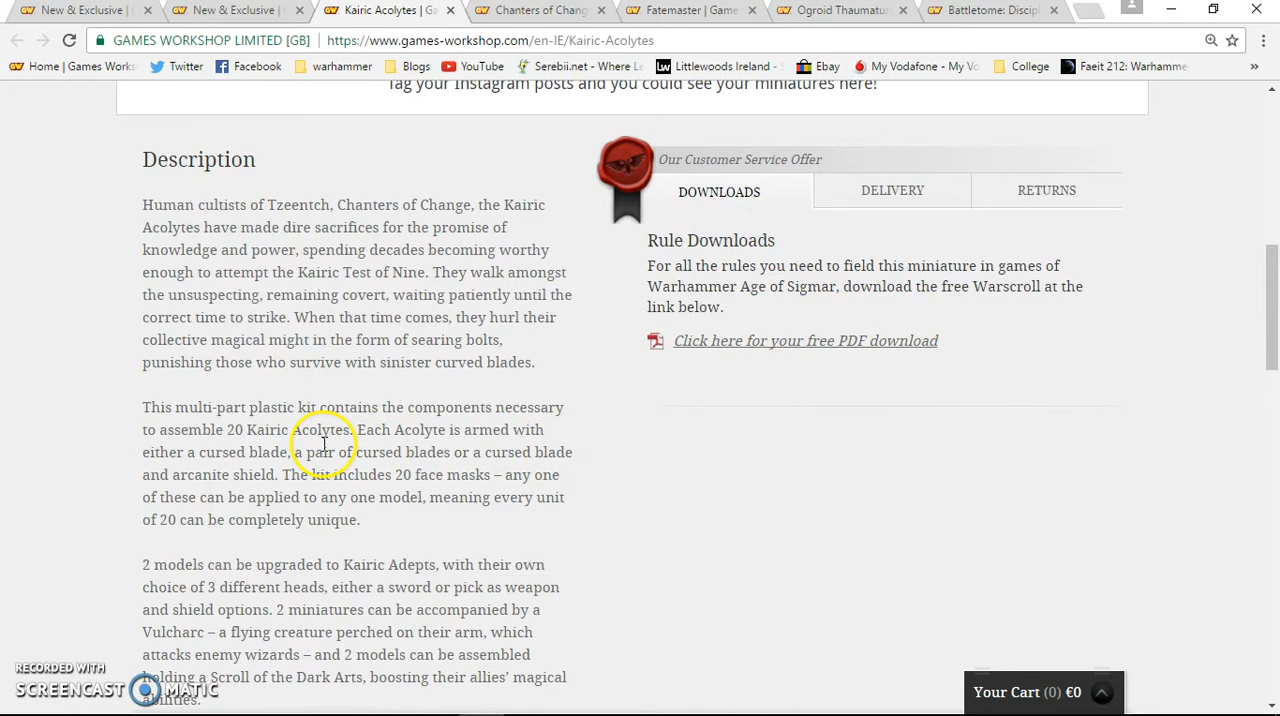 New & Exclusive | G
New & Exclusive | G
Kairic Acolytes | Ga
Chanters of Chang
Fatemaster | Games
Ogroid Thaumatur
Battletome: Discipl
GAMES WORKSHOP LIMITED [GB] https://www.games-workshop.com/en-IE/Kairic-Acolytes
Home | Games Works
Twitter
Facebook
warhammer
Blogs
YouTube
Serebii.net - Where Le
Littlewoods Ireland -
Ebay
My Vodafone - My Vo
College
Faeit 212: Warhamme
»
Tag your Instagram posts and you could see your miniatures here!
Description
Human cultists of Tzeentch, Chanters of Change, the Kairic
Acolytes have made dire sacrifices for the promise of
knowledge and power, spending decades becoming worthy
enough to attempt the Kairic Test of Nine. They walk amongst
the unsuspecting, remaining covert, waiting patiently until the
correct time to strike. When that time comes, they hurl their
collective magical might in the form of searing bolts,
punishing those who survive with sinister curved blades.
This multi-part plastic kit contains the components necessary
to assemble 20 Kairic Acolytes. Each Acolyte is armed with
either a cursed blade, a pair of cursed blades or a cursed blade
and arcanite shield. The kit includes 20 face masks – any one
of these can be applied to any one model, meaning every unit
of 20 can be completely unique.
2 models can be upgraded to Kairic Adepts, with their own
choice of 3 different heads, either a sword or pick as weapon
and shield options. 2 miniatures can be accompanied by a
Vulcharc – a flying creature perched on their arm, which
attacks enemy wizards – and 2 models can be assembled
holding a Scroll of the Dark Arts, boosting their allies’ magical
abilities.
Our Customer Service Offer
DOWNLOADS
DELIVERY
RETURNS
Rule Downloads
For all the rules you need to field this miniature in games of
Warhammer Age of Sigmar, download the free Warscroll at the
link below.
Click here for your free PDF download
RECORDED WITH
SCREENCAST MATIC
Your Cart (0) €0